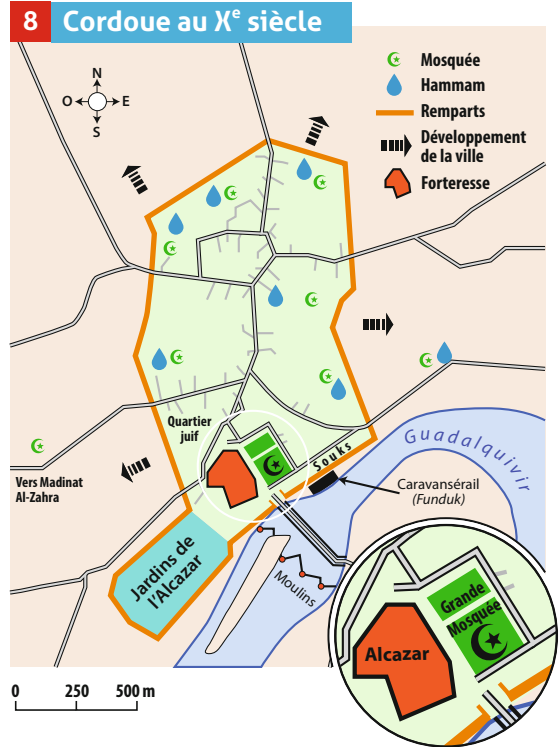 8 Cordoue au Xe siècle
N
O E
S
Mosquée
Hammam
Remparts
Développement
de la ville
Forteresse
Quartier
juif
Souks
Guadalquivir
Vers Madinat
Al-Zahra
Caravansérail
(Funduk)
Jardins de
l'Alcazar
Moulins
Grande
Mosquée
Alcazar
0 250 500 m